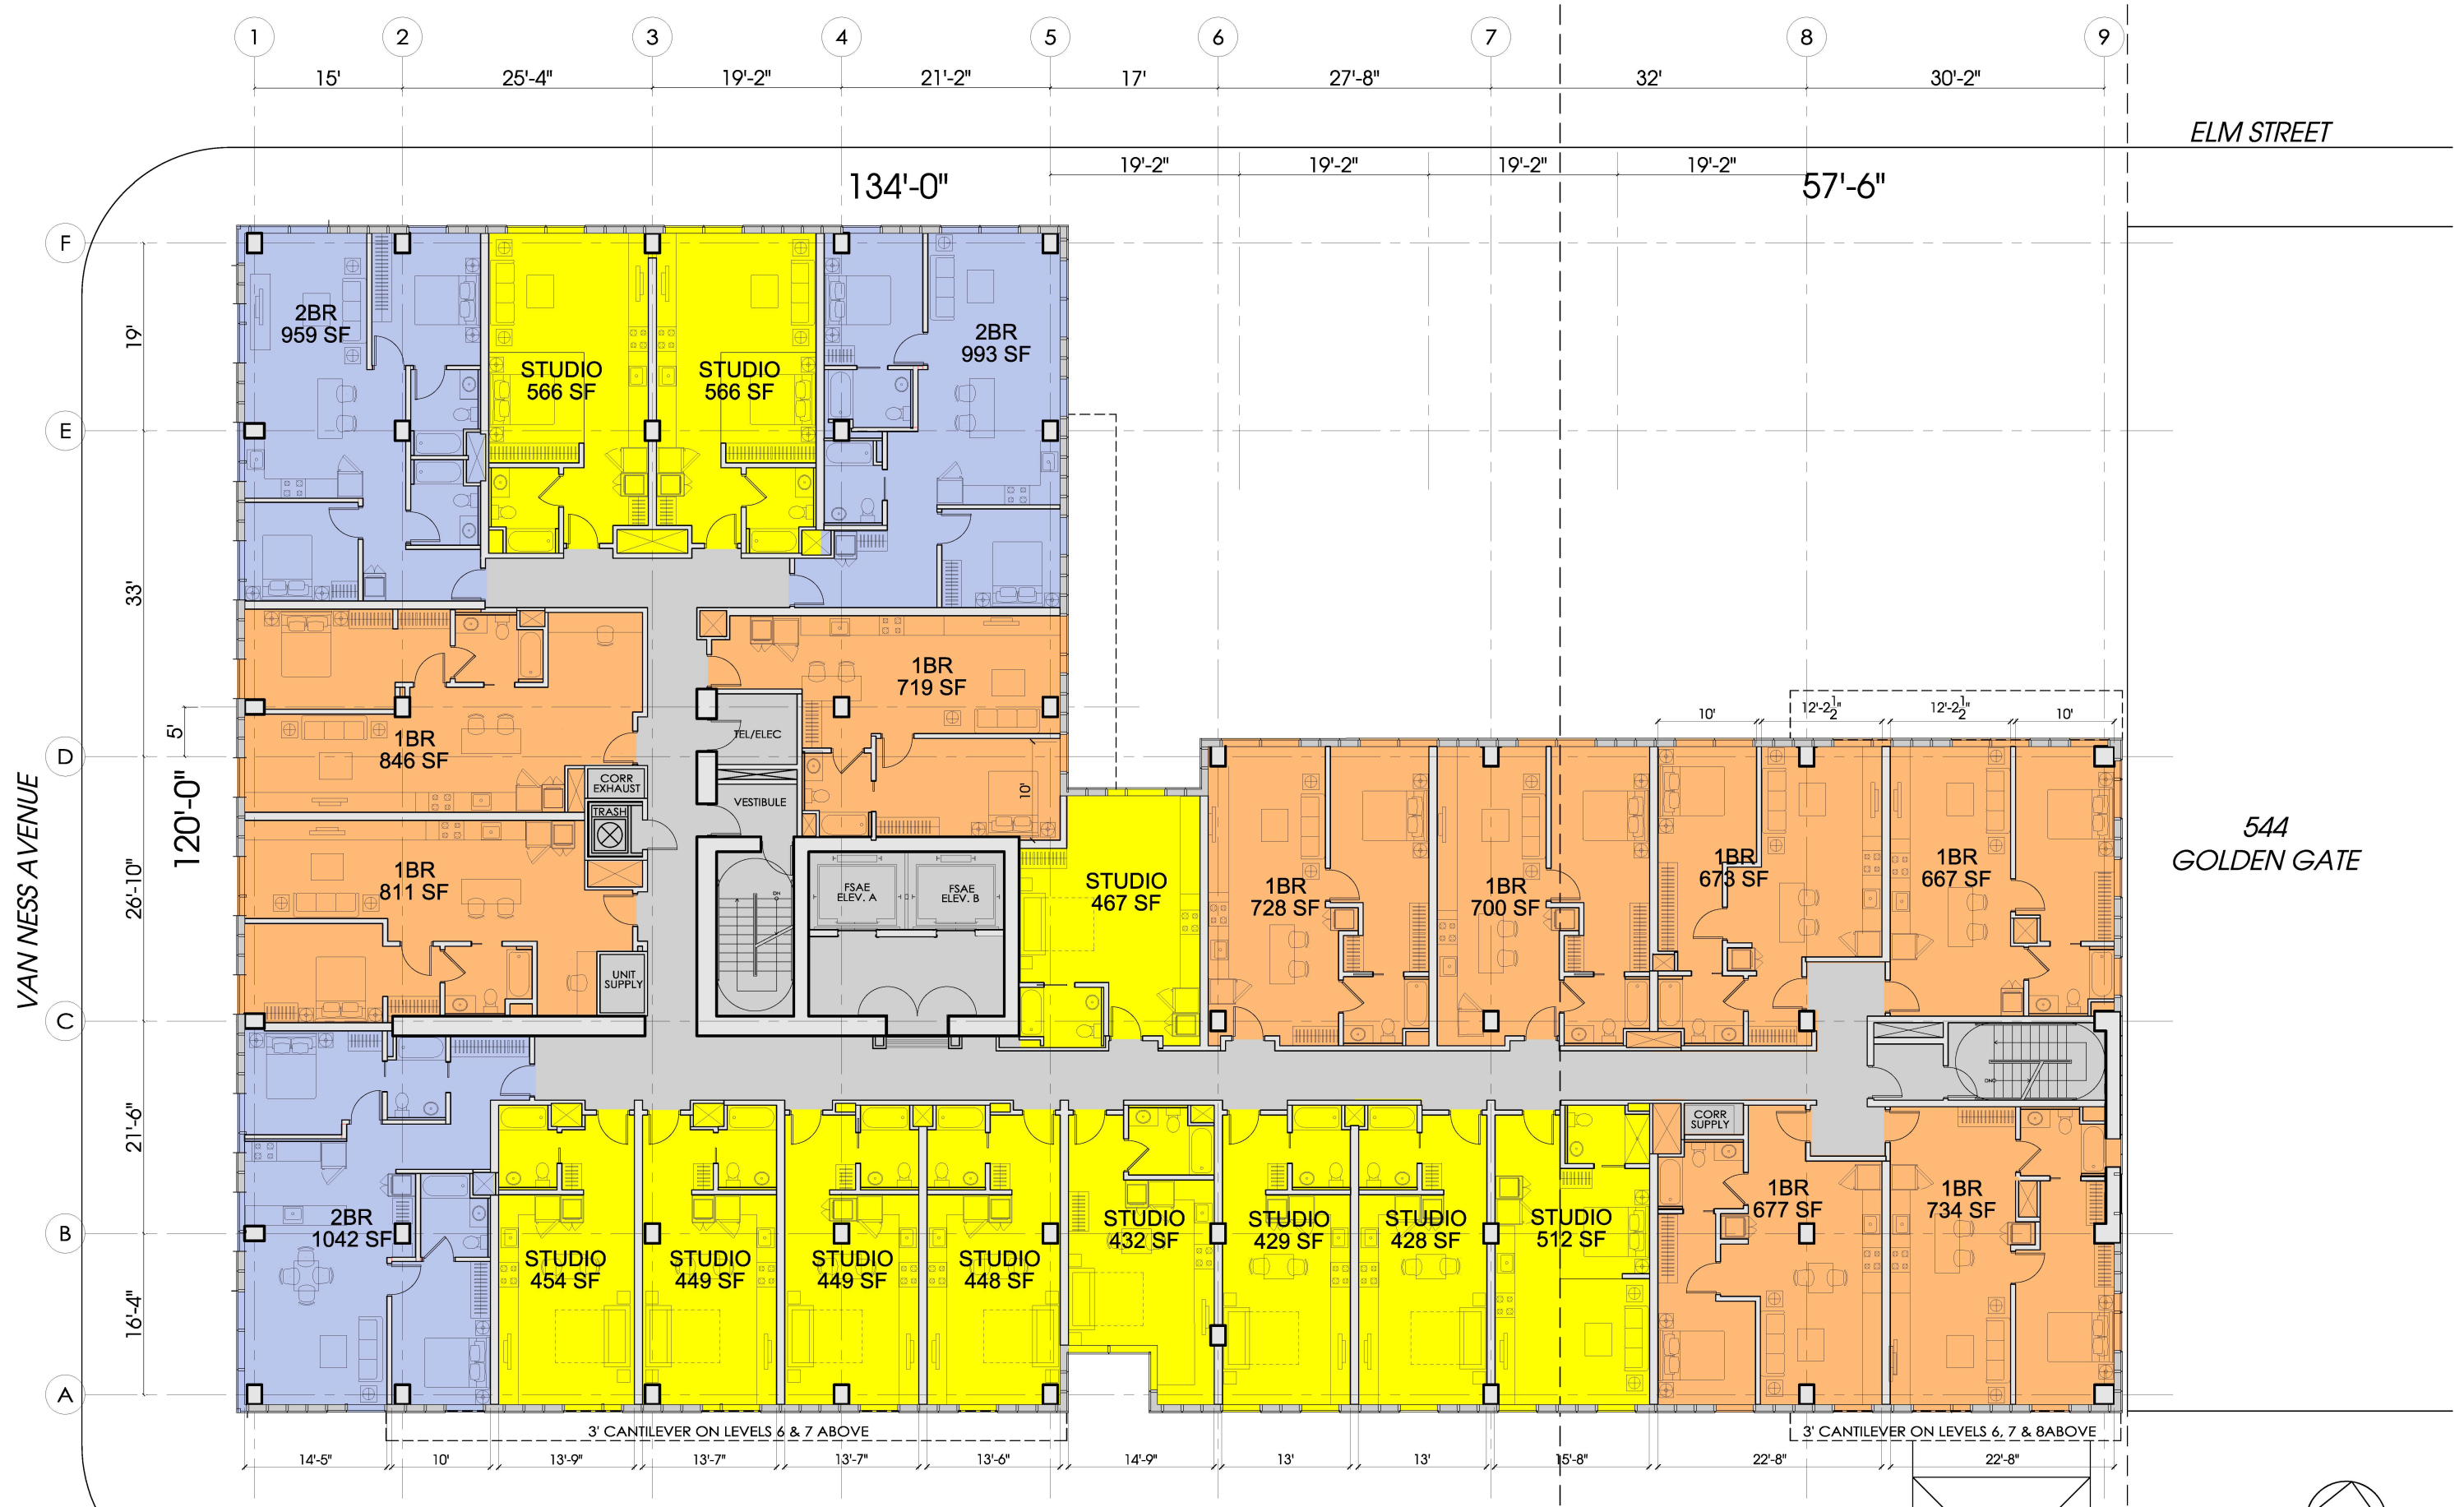 1 2 3 4 5 6 7 8 9
15' 25'-4" 19'-2" 21'-2" 17' 27'-8" 32' 30'-2"
ELM STREET
19'-2" 19'-2" 19'-2" 19'-2"
134'-0" 57'-6"
F
2BR
959 SF
STUDIO
566 SF
STUDIO
566 SF
2BR
993 SF
19'
E
33'
1BR
846 SF
1BR
719 SF
5'
TEL/ELEC
10' 12'-2½" 12'-2½" 10'
D
CORR
EXHAUST
VESTIBULE
10'
TRASH
120'-0"
VAN NESS AVENUE
26'-10"
1BR
811 SF
UNIT
SUPPLY
DN
FSAE
ELEV. A
FSAE
ELEV. B
STUDIO
467 SF
1BR
728 SF
1BR
700 SF
1BR
673 SF
1BR
667 SF
544
GOLDEN GATE
C
DN
21'-6"
CORR
SUPPLY
2BR
1042 SF
B
STUDIO
454 SF
STUDIO
449 SF
STUDIO
449 SF
STUDIO
448 SF
STUDIO
432 SF
STUDIO
429 SF
STUDIO
428 SF
STUDIO
512 SF
1BR
677 SF
1BR
734 SF
16'-4"
A
3' CANTILEVER ON LEVELS 6 & 7 ABOVE
3' CANTILEVER ON LEVELS 6, 7 & 8ABOVE
14'-5" 10' 13'-9" 13'-7" 13'-7" 13'-6" 14'-9" 13' 13' 15'-8" 22'-8" 22'-8"